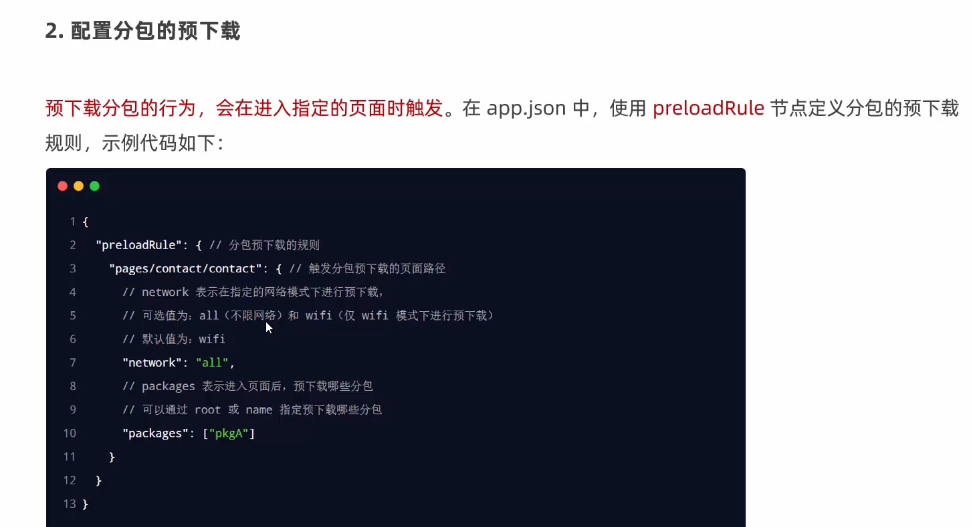 2. 配置分包的预下载
预下载分包的行为，会在进入指定的页面时触发。在 app.json 中，使用 preloadRule 节点定义分包的预下载
规则，示例代码如下：
1 {
2 "preloadRule": { // 分包预下载的规则
3 "pages/contact/contact": { // 触发分包预下载的页面路径
4 // network 表示在指定的网络模式下进行预下载，
5 // 可选值为：all（不限网络）和 wifi（仅 wifi 模式下进行预下载）
6 // 默认值为：wifi
7 "network": "all",
8 // packages 表示进入页面后，预下载哪些分包
9 // 可以通过 root 或 name 指定预下载哪些分包
10 "packages": ["pkgA"]
11 }
12 }
13 }